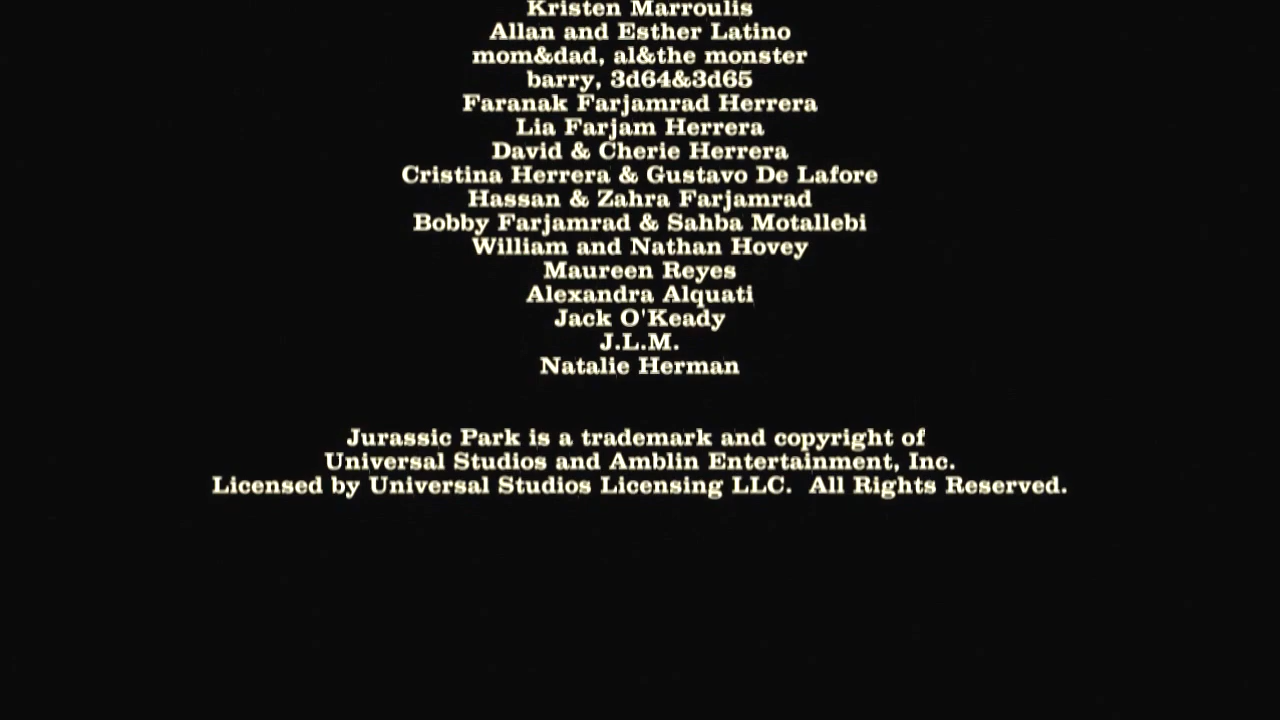 Kristen Marroulis
Allan and Esther Latino
mom&dad, al&the monster
barry, 3d64&3d65
Faranak Farjamrad Herrera
Lia Farjam Herrera
David & Cherie Herrera
Cristina Herrera & Gustavo De Lafore
Hassan & Zahra Farjamrad
Bobby Farjamrad & Sahba Motallebi
William and Nathan Hovey
Maureen Reyes
Alexandra Alquati
Jack O'Keady
J.L.M.
Natalie Herman
Jurassic Park is a trademark and copyright of
Universal Studios and Amblin Entertainment, Inc.
Licensed by Universal Studios Licensing LLC.  All Rights Reserved.